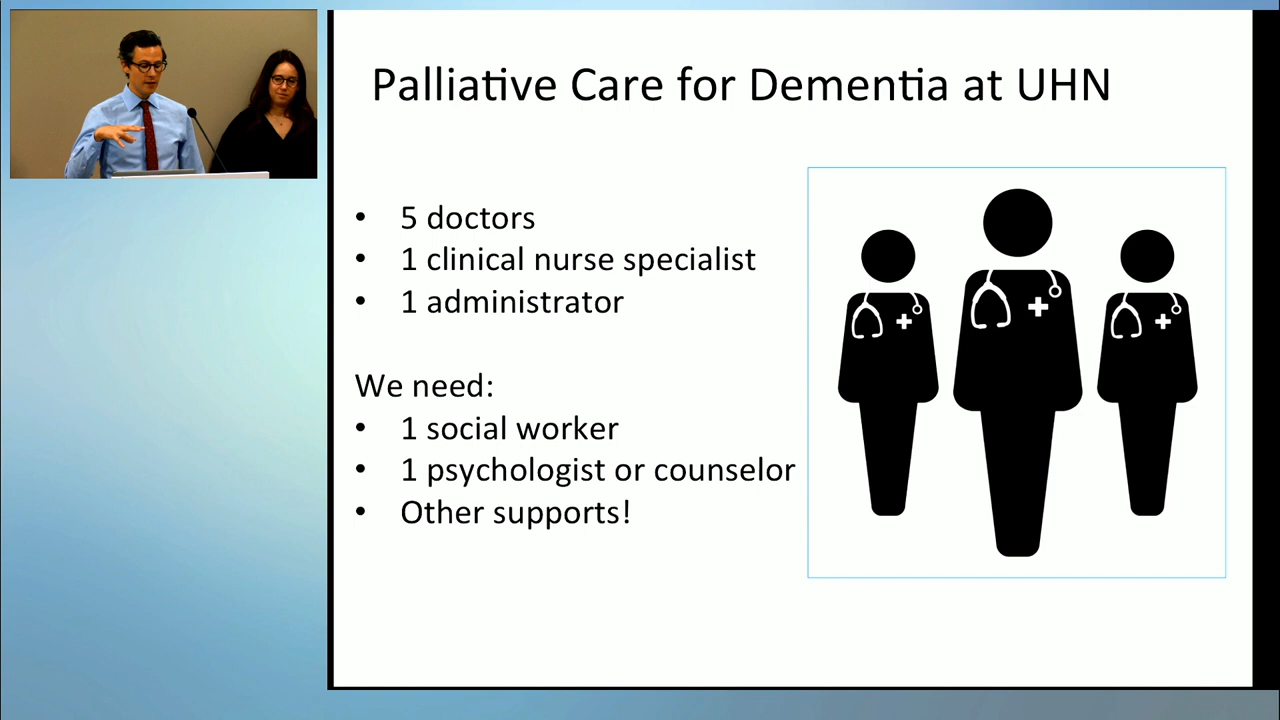 Palliative Care for Dementia at UHN
• 5 doctors
• 1 clinical nurse specialist
• 1 administrator
We need:
• 1 social worker
• 1 psychologist or counselor
• Other supports!